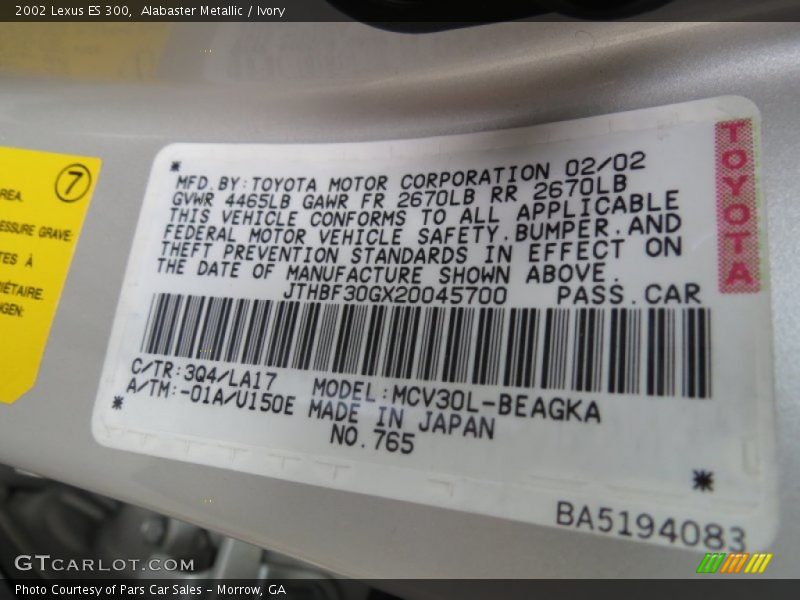 2002 Lexus ES 300, Alabaster Metallic / Ivory
7
AREA.
ESSURE GRAVE.
TES À
IÉTAIRE.
NGEN:
MFD.BY:TOYOTA MOTOR CORPORATION 02/02
GVWR 4465LB GAWR FR 2670LB RR 2670LB
THIS VEHICLE CONFORMS TO ALL APPLICABLE
FEDERAL MOTOR VEHICLE SAFETY,BUMPER,AND
THEFT PREVENTION STANDARDS IN EFFECT ON
THE DATE OF MANUFACTURE SHOWN ABOVE.
JTHBF30GX20045700 PASS.CAR
C/TR:3Q4/LA17 MODEL:MCV30L-BEAGKA
A/TM:-01A/U150E MADE IN JAPAN
NO.765
BA5194083
TOYOTA
GTCARLOT.COM
Photo Courtesy of Pars Car Sales - Morrow, GA